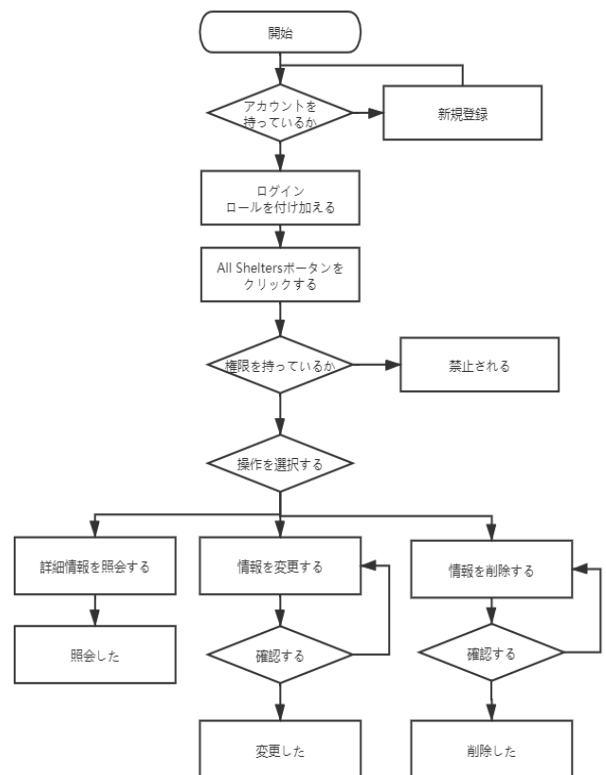 開始
アカウントを
持っているか
新規登録
ログイン
ロールを付け加える
All Sheltersボータンを
クリックする
権限を持っているか
禁止される
操作を選択する
詳細情報を照会する
情報を変更する
情報を削除する
照会した
確認する
確認する
変更した
削除した